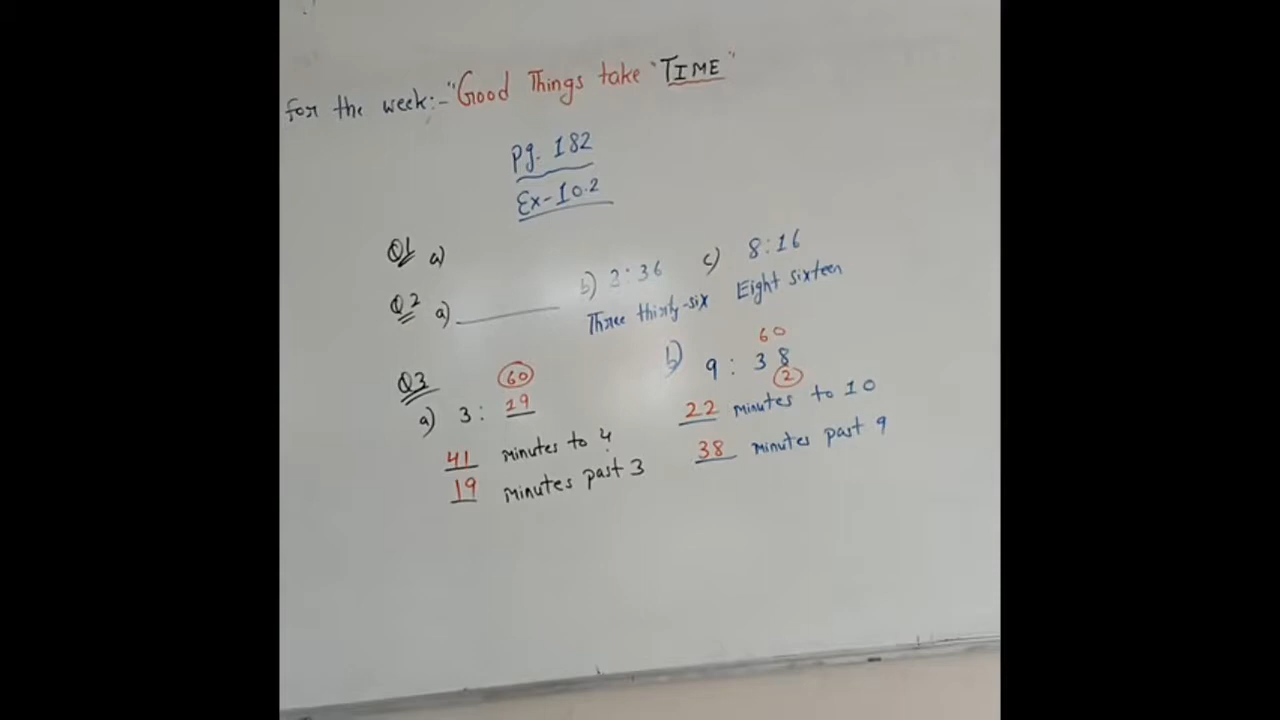 for the week:- "Good Things take "TIME"
Pg. 182
Ex-10.2
Q1 a)
Q2 a) b) 3:36 c) 8:16
Three thirty-six Eight sixteen
Q3 60 b) 60
a) 3:19 9:38
2
41 minutes to 4 22 minutes to 10
19 minutes past 3 38 minutes past 9